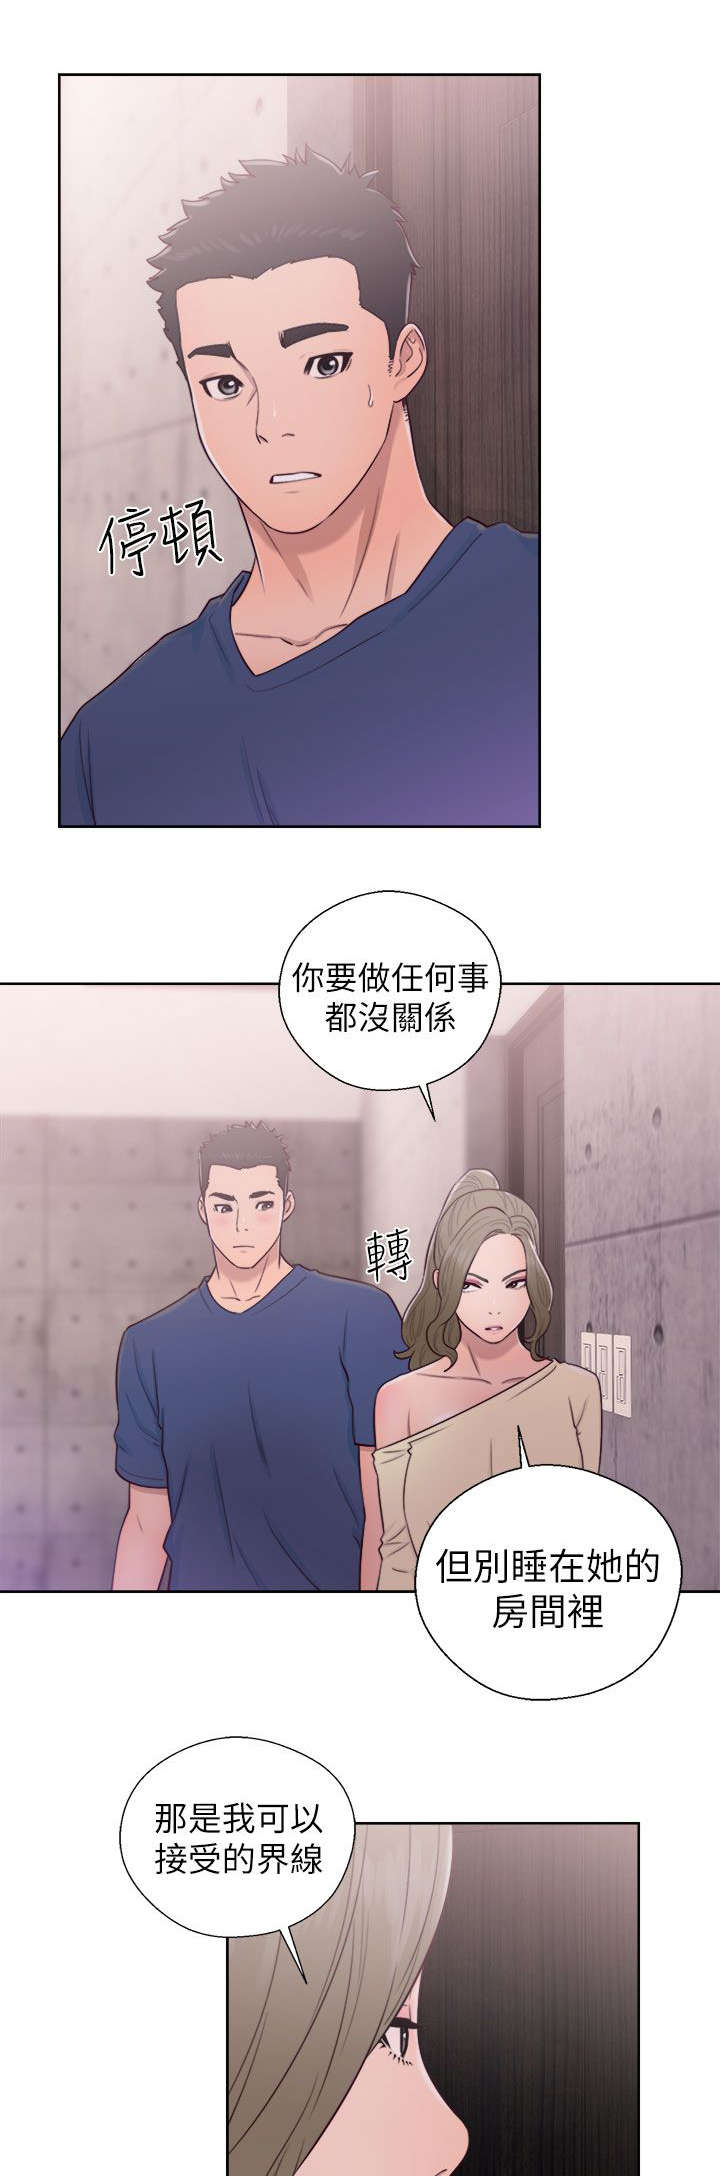 停頓
你要做任何事
都沒關係
轉
但別睡在她的
房間裡
那是我可以
接受的界線